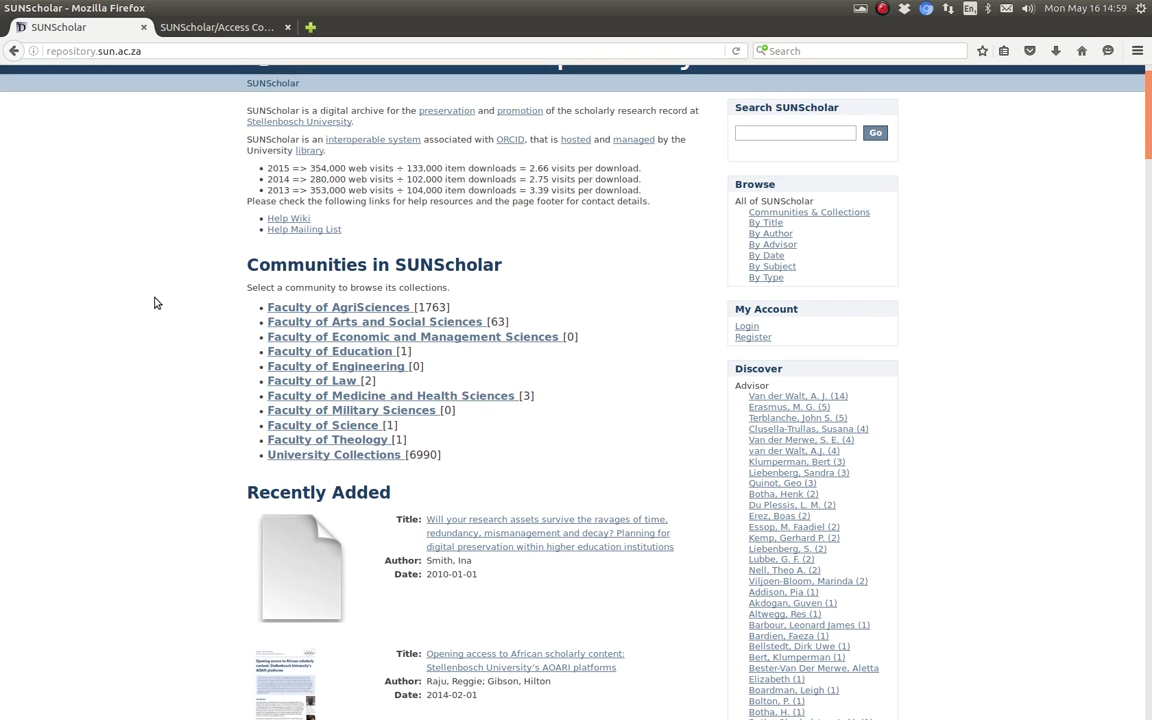 SUNScholar - Mozilla Firefox
En
Mon May 16 14:59
SUNScholar
SUNScholar/Access Co...
repository.sun.ac.za
Search
SUNScholar
SUNScholar is a digital archive for the preservation and promotion of the scholarly research record at
Stellenbosch University.
SUNScholar is an interoperable system associated with ORCID, that is hosted and managed by the
University library.
• 2015 => 354,000 web visits ÷ 133,000 item downloads = 2.66 visits per download.
• 2014 => 280,000 web visits ÷ 102,000 item downloads = 2.75 visits per download.
• 2013 => 353,000 web visits ÷ 104,000 item downloads = 3.39 visits per download.
Please check the following links for help resources and the page footer for contact details.
• Help Wiki
• Help Mailing List
Communities in SUNScholar
Select a community to browse its collections.
• Faculty of AgriSciences [1763]
• Faculty of Arts and Social Sciences [63]
• Faculty of Economic and Management Sciences [0]
• Faculty of Education [1]
• Faculty of Engineering [0]
• Faculty of Law [2]
• Faculty of Medicine and Health Sciences [3]
• Faculty of Military Sciences [0]
• Faculty of Science [1]
• Faculty of Theology [1]
• University Collections [6990]
Recently Added
Title: Will your research assets survive the ravages of time,
redundancy, mismanagement and decay? Planning for
digital preservation within higher education institutions
Author: Smith, Ina
Date: 2010-01-01
Opening access to African scholarly
content: Stellenbosch University's
AOARI platforms
Title: Opening access to African scholarly content:
Stellenbosch University's AOARI platforms
Author: Raju, Reggie; Gibson, Hilton
Date: 2014-02-01
Search SUNScholar
Go
Browse
All of SUNScholar
Communities & Collections
By Title
By Author
By Advisor
By Date
By Subject
By Type
My Account
Login
Register
Discover
Advisor
Van der Walt, A. J. (14)
Erasmus, M. G. (5)
Terblanche, John S. (5)
Clusella-Trullas, Susana (4)
Van der Merwe, S. E. (4)
van der Walt, A.J. (4)
Klumperman, Bert (3)
Liebenberg, Sandra (3)
Quinot, Geo (3)
Botha, Henk (2)
Du Plessis, L. M. (2)
Erez, Boas (2)
Essop, M. Faadiel (2)
Kemp, Gerhard P. (2)
Liebenberg, S. (2)
Lubbe, G. F. (2)
Nell, Theo A. (2)
Viljoen-Bloom, Marinda (2)
Addison, Pia (1)
Akdogan, Guven (1)
Altwegg, Res (1)
Barbour, Leonard James (1)
Bardien, Faeza (1)
Bellstedt, Dirk Uwe (1)
Bert, Klumperman (1)
Bester-Van Der Merwe, Aletta
Elizabeth (1)
Boardman, Leigh (1)
Bolton, P. (1)
Botha, H. (1)